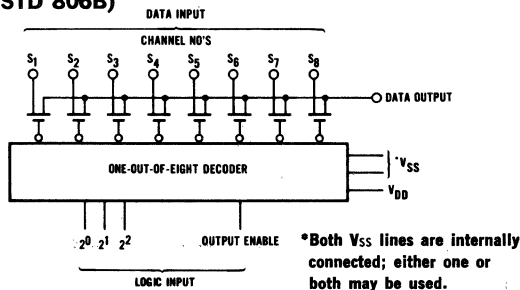 STD 806B)
DATA INPUT
CHANNEL NO'S
S1 S2 S3 S4 S5 S6 S7 S8
DATA OUTPUT
ONE-OUT-OF-EIGHT DECODER
*VSS
VDD
2^0 2^1 2^2 OUTPUT ENABLE
LOGIC INPUT
*Both VSS lines are internally
connected; either one or
both may be used.